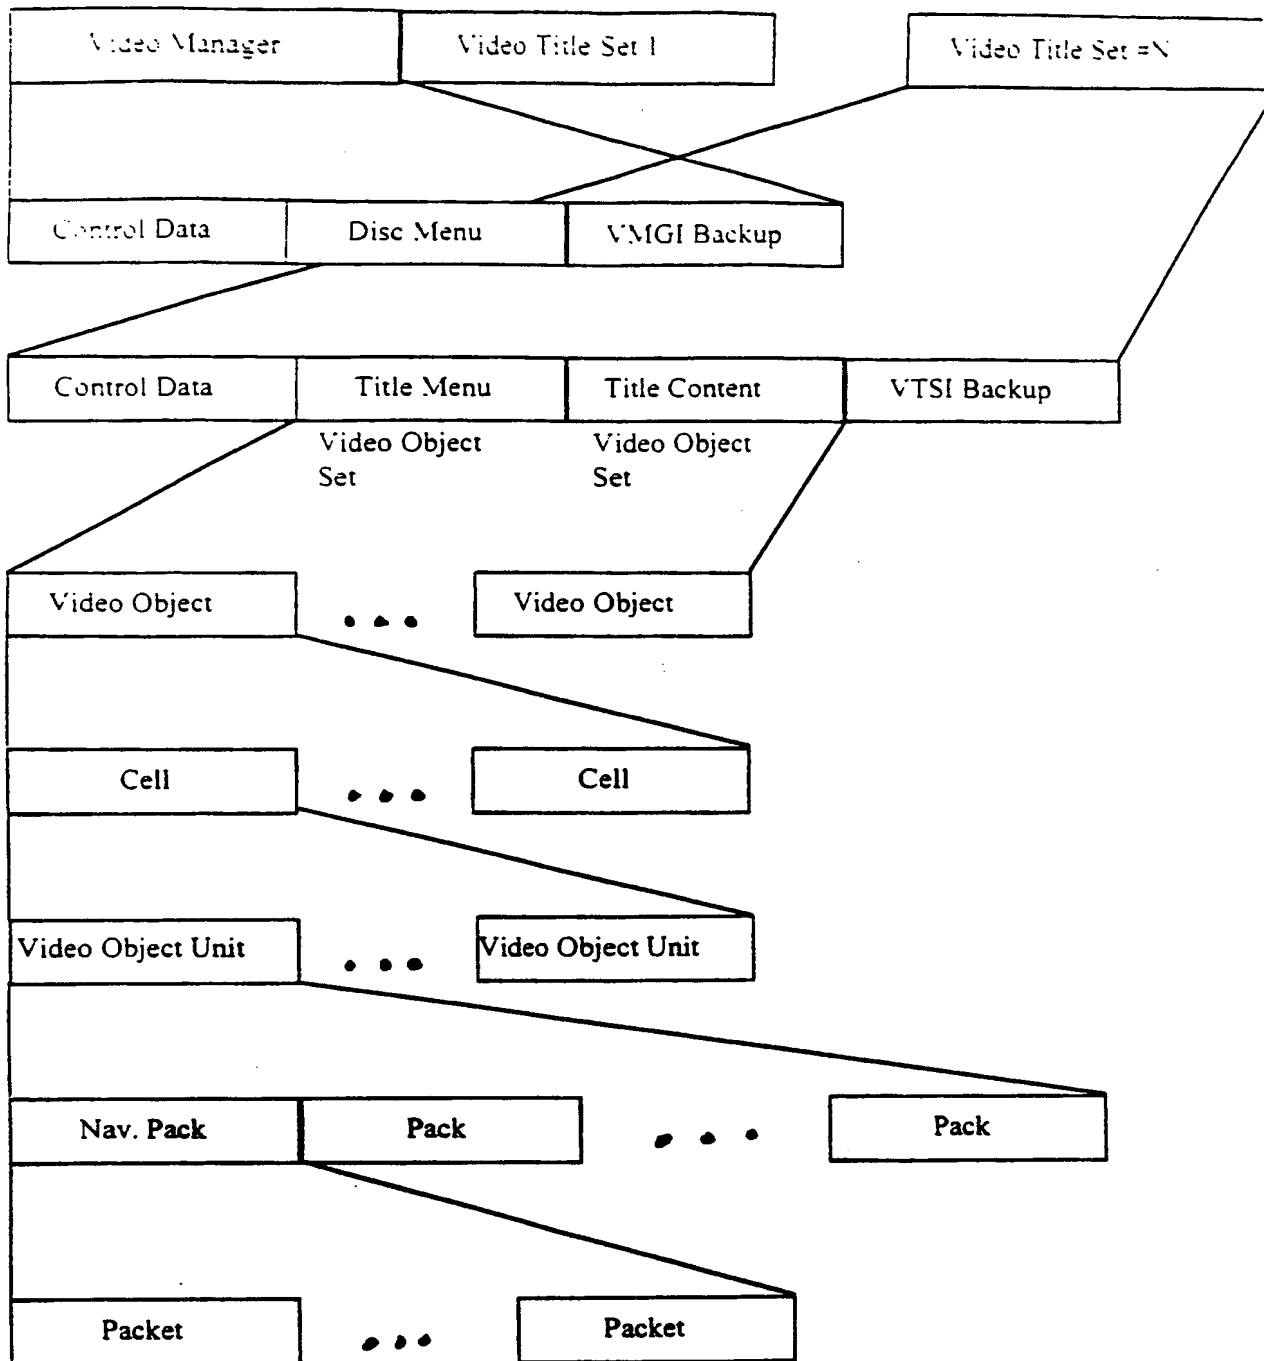 Video Manager
Video Title Set 1
Video Title Set =N
Control Data
Disc Menu
VMGI Backup
Control Data
Title Menu
Title Content
VTSI Backup
Video Object
Set
Video Object
Set
Video Object
Video Object
Cell
Cell
Video Object Unit
Video Object Unit
Nav. Pack
Pack
Pack
Packet
Packet